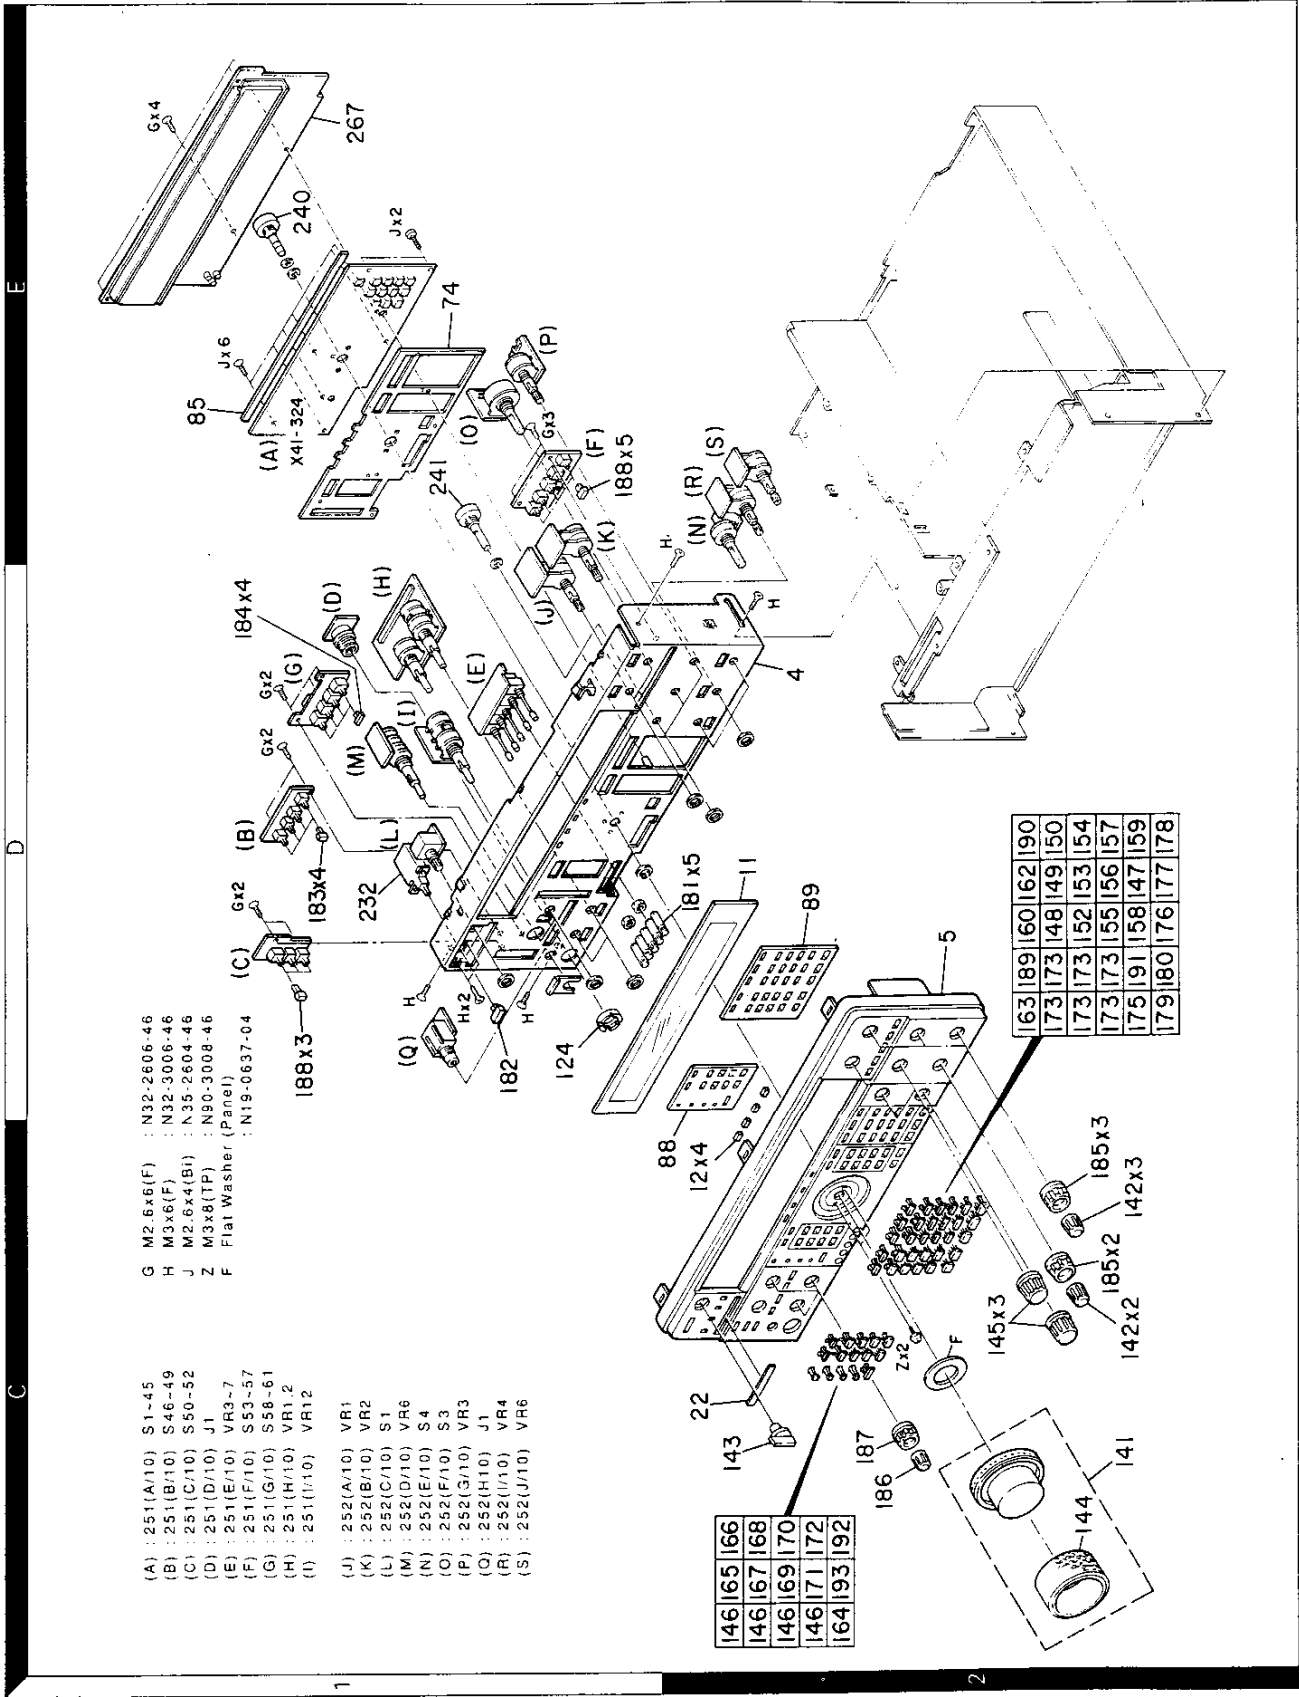 C
D
E
1
2
(A) : 251(A/10) S1-45
(B) : 251(B/10) S46-49
(C) : 251(C/10) S50-52
(D) : 251(D/10) J1
(E) : 251(E/10) VR3-7
(F) : 251(F/10) S53-57
(G) : 251(G/10) S58-61
(H) : 251(H/10) VR1.2
(I) : 251(I/10) VR12
(J) : 252(A/10) VR1
(K) : 252(B/10) VR2
(L) : 252(C/10) S1
(M) : 252(D/10) VR6
(N) : 252(E/10) S4
(O) : 252(F/10) S3
(P) : 252(G/10) VR3
(Q) : 252(H10) J1
(R) : 252(I/10) VR4
(S) : 252(J/10) VR6
G M2.6x6(F) : N32-2606-46
H M3x6(F) : N32-3006-46
J M2.6x4(Bi) : N35-2604-46
Z M3x8(TP) : N90-3008-46
F Flat Washer (Panel)
: N19-0637-04
Gx4
267
240
Jx2
Jx6
85
(A)
X41-324
74
(P)
(O)
Gx3
(F)
188x5
241
(K)
(J)
(S)
(R)
(N)
H
H
4
184x4
(D)
(H)
Gx2
(G)
(E)
(I)
(M)
Gx2
(B)
183x4
(L)
232
Gx2
(C)
188x3
H
Hx2
H
(Q)
182
124
181x5
11
89
88
12x4
5
22
143
187
186
Zx2
F
145x3
185x3
142x3
185x2
142x2
141
144
146 165 166
146 167 168
146 169 170
146 171 172
164 193 192
163 189 160 162 190
173 173 148 149 150
173 173 152 153 154
173 173 155 156 157
175 191 158 147 159
179 180 176 177 178